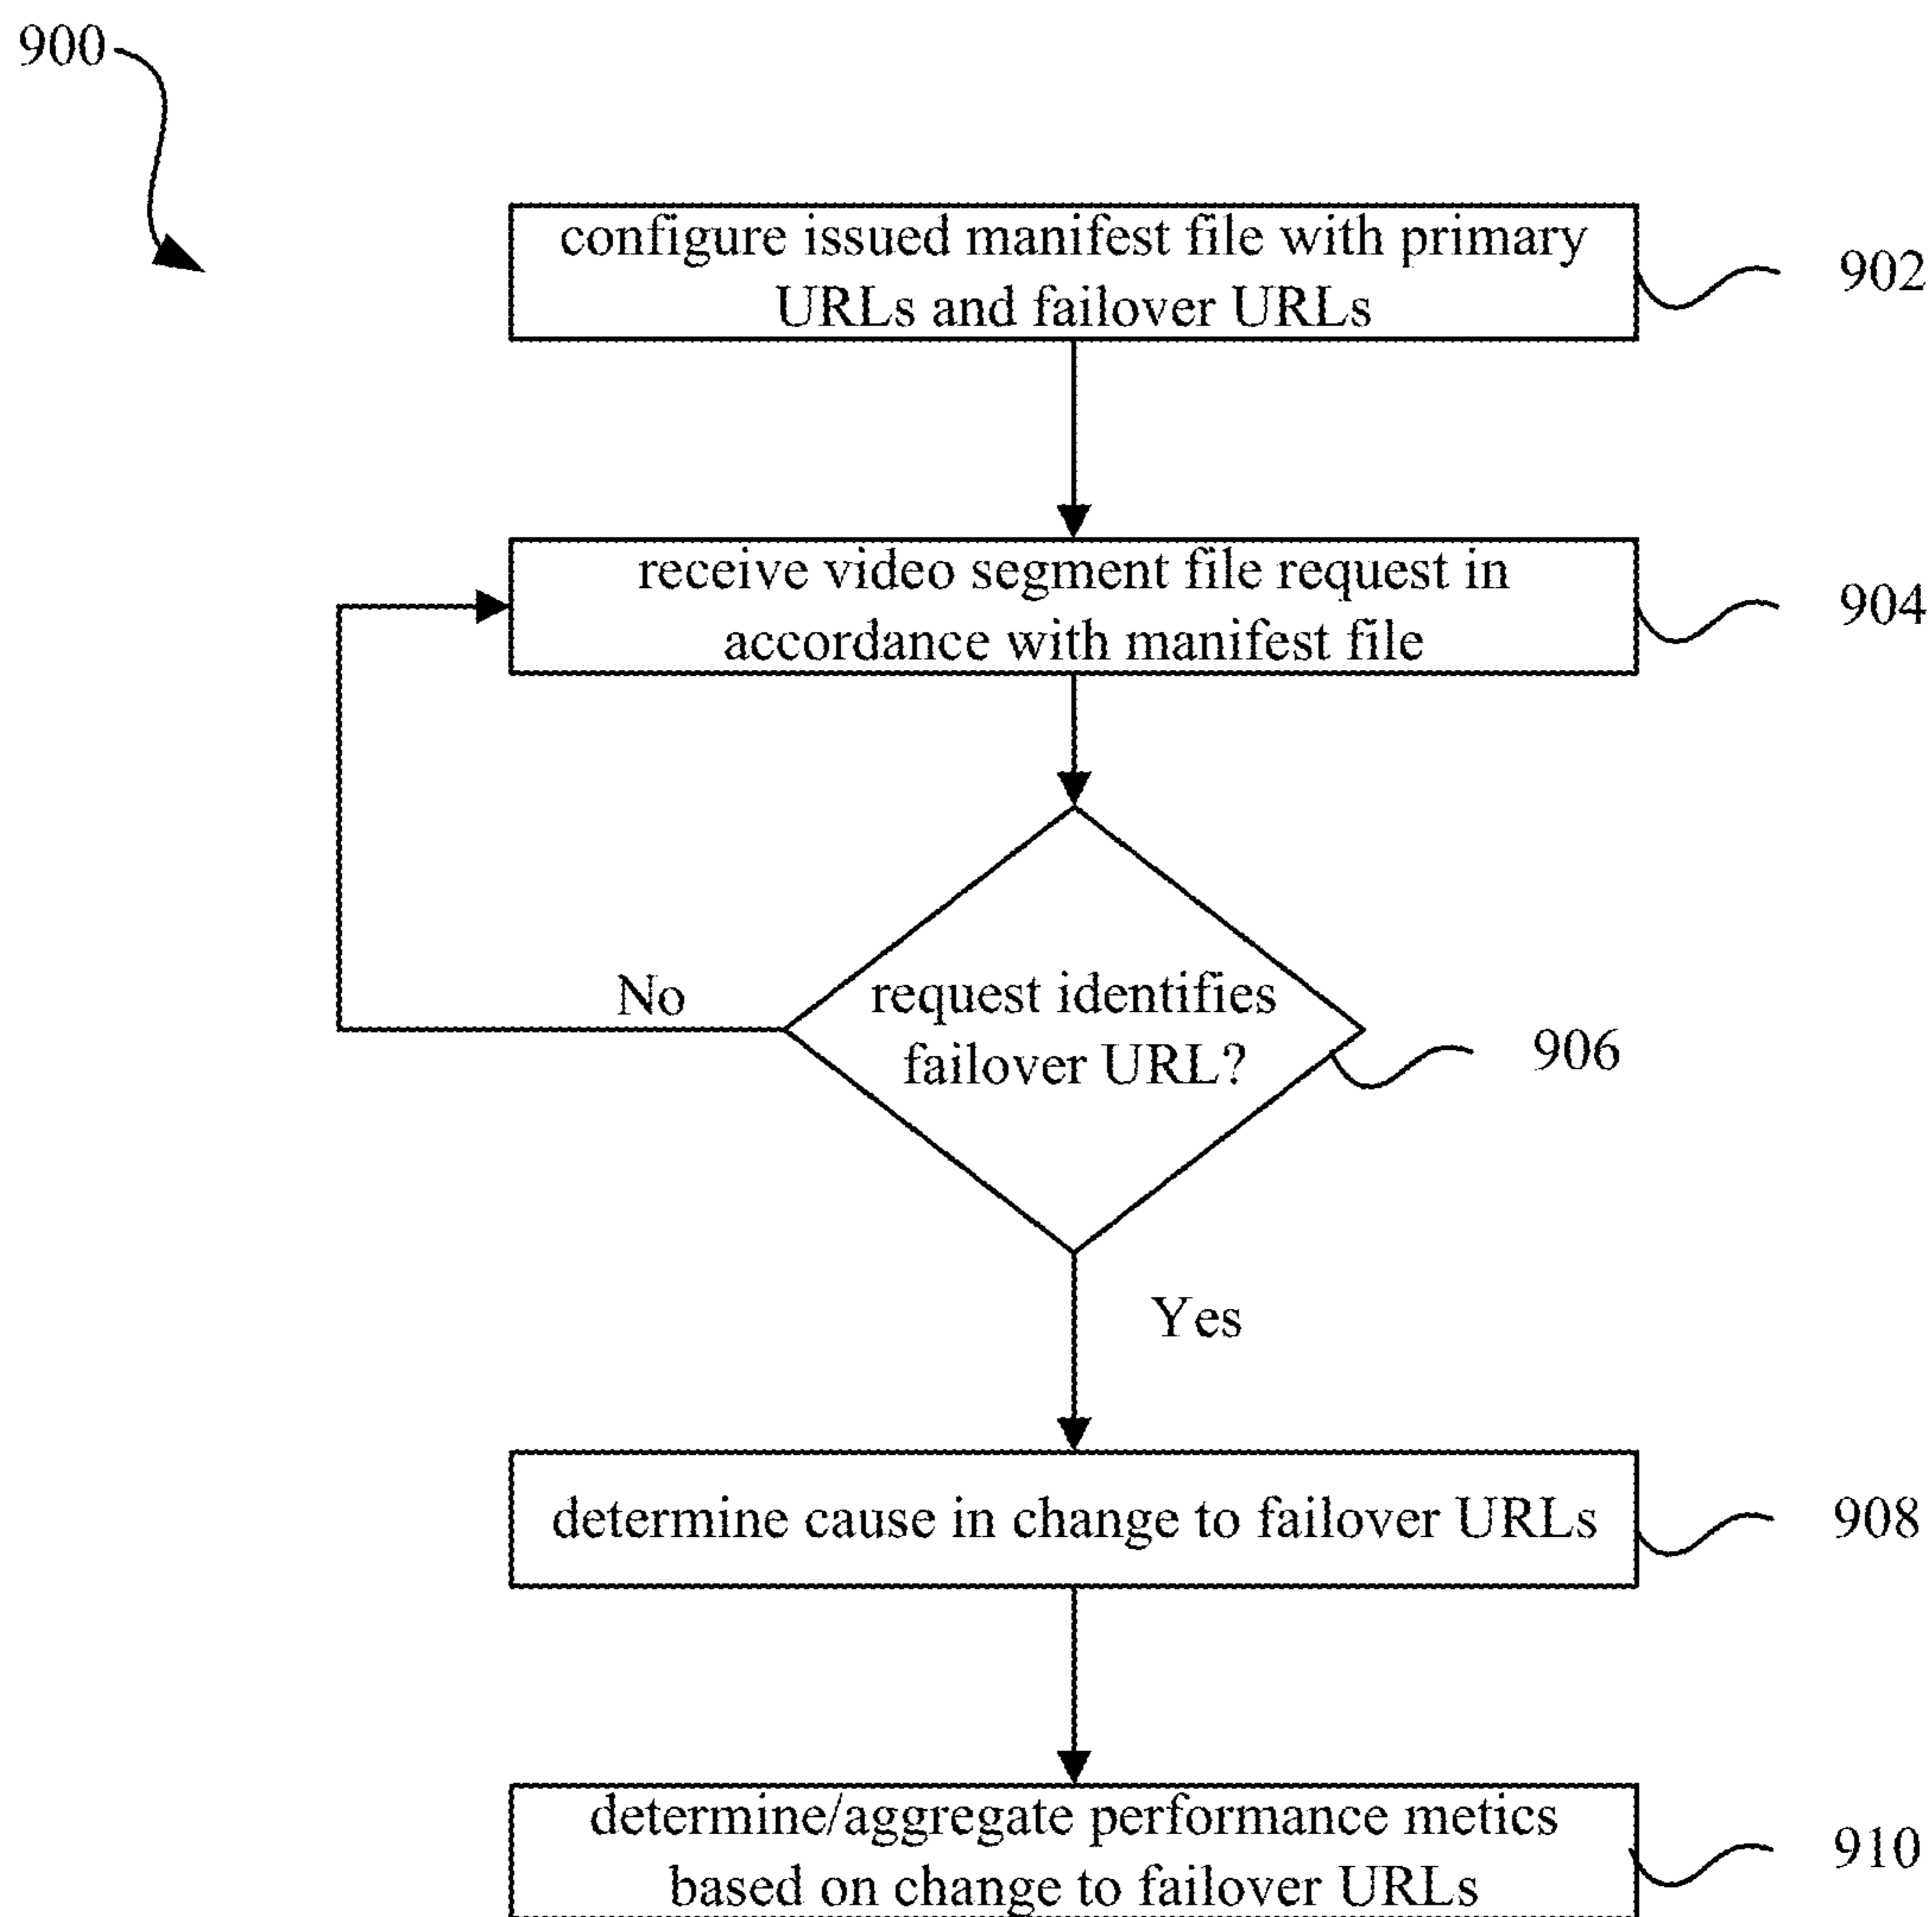 900
configure issued manifest file with primary
URLs and failover URLs
902
receive video segment file request in
accordance with manifest file
904
No
request identifies
failover URL?
906
Yes
determine cause in change to failover URLs
908
determine/aggregate performance metics
based on change to failover URLs
910